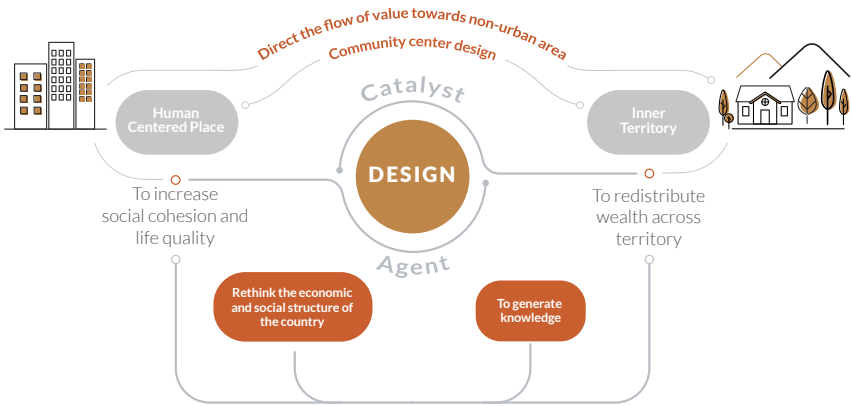 Direct the flow of value towards non-urban area
Community center design
Catalyst
Human
Centered Place
Inner
Territory
DESIGN
To increase
social cohesion and
life quality
To redistribute
wealth across
territory
Agent
Rethink the economic
and social structure of
the country
To generate
knowledge